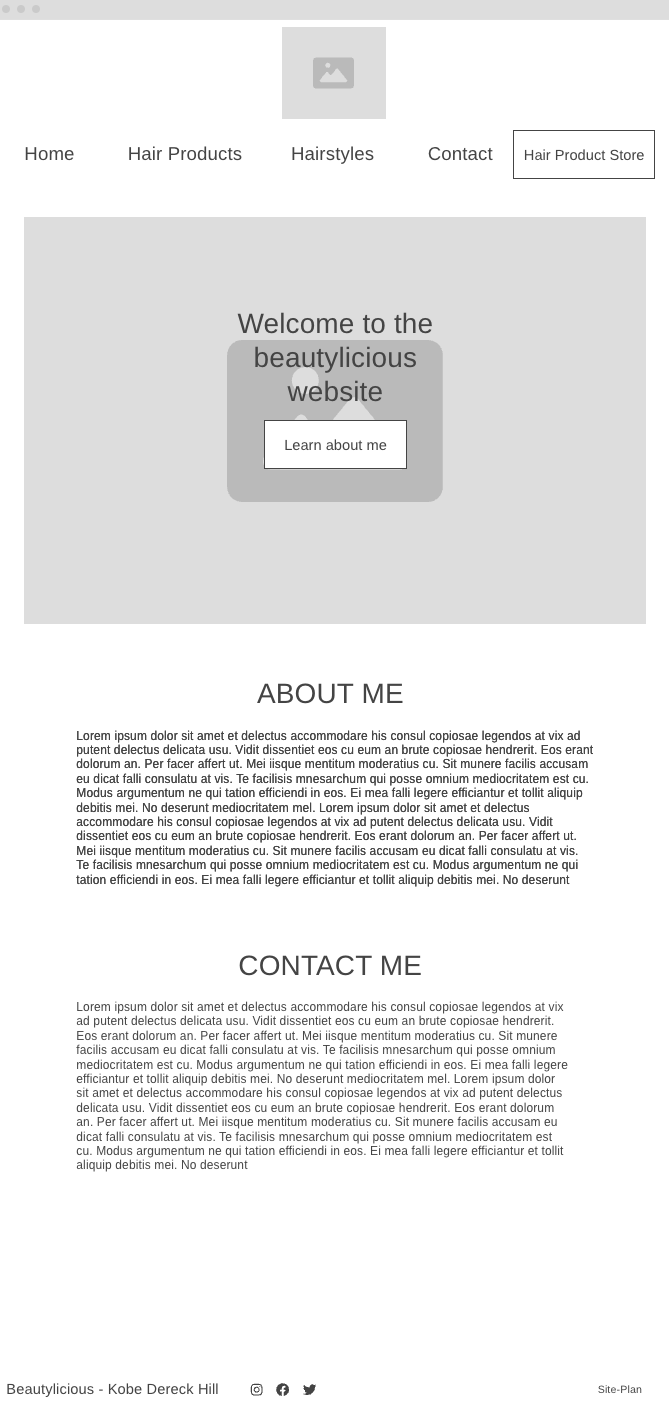 Home
Hair Products
Hairstyles
Contact
Hair Product Store
Welcome to the
beautylicious
website
Learn about me
ABOUT ME
Lorem ipsum dolor sit amet et delectus accommodare his consul copiosae legendos at vix ad
putent delectus delicata usu. Vidit dissentiet eos cu eum an brute copiosae hendrerit. Eos erant
dolorum an. Per facer affert ut. Mei iisque mentitum moderatius cu. Sit munere facilis accusam
eu dicat falli consulatu at vis. Te facilisis mnesarchum qui posse omnium mediocritatem est cu.
Modus argumentum ne qui tation efficiendi in eos. Ei mea falli legere efficiantur et tollit aliquip
debitis mei. No deserunt mediocritatem mel. Lorem ipsum dolor sit amet et delectus
accommodare his consul copiosae legendos at vix ad putent delectus delicata usu. Vidit
dissentiet eos cu eum an brute copiosae hendrerit. Eos erant dolorum an. Per facer affert ut.
Mei iisque mentitum moderatius cu. Sit munere facilis accusam eu dicat falli consulatu at vis.
Te facilisis mnesarchum qui posse omnium mediocritatem est cu. Modus argumentum ne qui
tation efficiendi in eos. Ei mea falli legere efficiantur et tollit aliquip debitis mei. No deserunt
CONTACT ME
Lorem ipsum dolor sit amet et delectus accommodare his consul copiosae legendos at vix
ad putent delectus delicata usu. Vidit dissentiet eos cu eum an brute copiosae hendrerit.
Eos erant dolorum an. Per facer affert ut. Mei iisque mentitum moderatius cu. Sit munere
facilis accusam eu dicat falli consulatu at vis. Te facilisis mnesarchum qui posse omnium
mediocritatem est cu. Modus argumentum ne qui tation efficiendi in eos. Ei mea falli legere
efficiantur et tollit aliquip debitis mei. No deserunt mediocritatem mel. Lorem ipsum dolor
sit amet et delectus accommodare his consul copiosae legendos at vix ad putent delectus
delicata usu. Vidit dissentiet eos cu eum an brute copiosae hendrerit. Eos erant dolorum
an. Per facer affert ut. Mei iisque mentitum moderatius cu. Sit munere facilis accusam eu
dicat falli consulatu at vis. Te facilisis mnesarchum qui posse omnium mediocritatem est
cu. Modus argumentum ne qui tation efficiendi in eos. Ei mea falli legere efficiantur et tollit
aliquip debitis mei. No deserunt
Beautylicious - Kobe Dereck Hill
Site-Plan